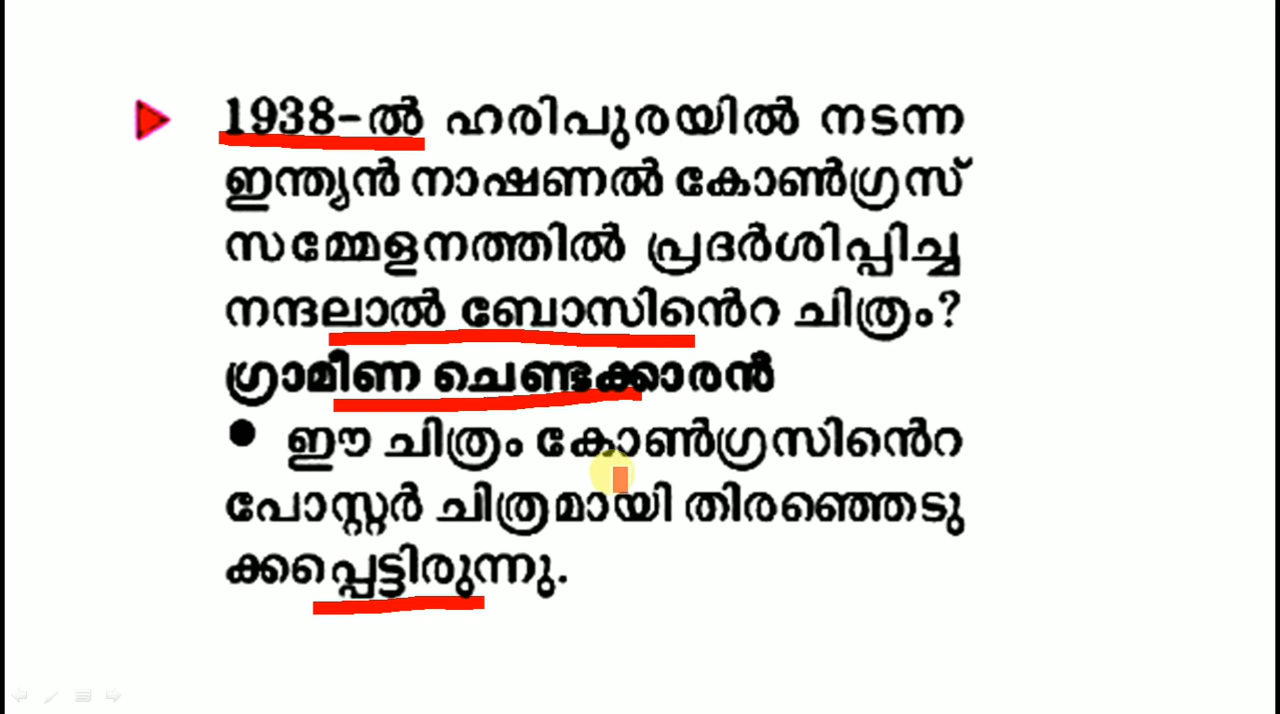 1938-ൽ ഹരിപുരയിൽ നടന്ന
ഇന്ത്യൻ നാഷണൽ കോൺഗ്രസ്
സമ്മേളനത്തിൽ പ്രദർശിപ്പിച്ച
നന്ദലാൽ ബോസിൻെറ ചിത്രം?
ഗ്രാമീണ ചെണ്ടക്കാരൻ
● ഈ ചിത്രം കോൺഗ്രസിൻെറ
പോസ്റ്റർ ചിത്രമായി തിരഞ്ഞെടു
ക്കപ്പെട്ടിരുന്നു.